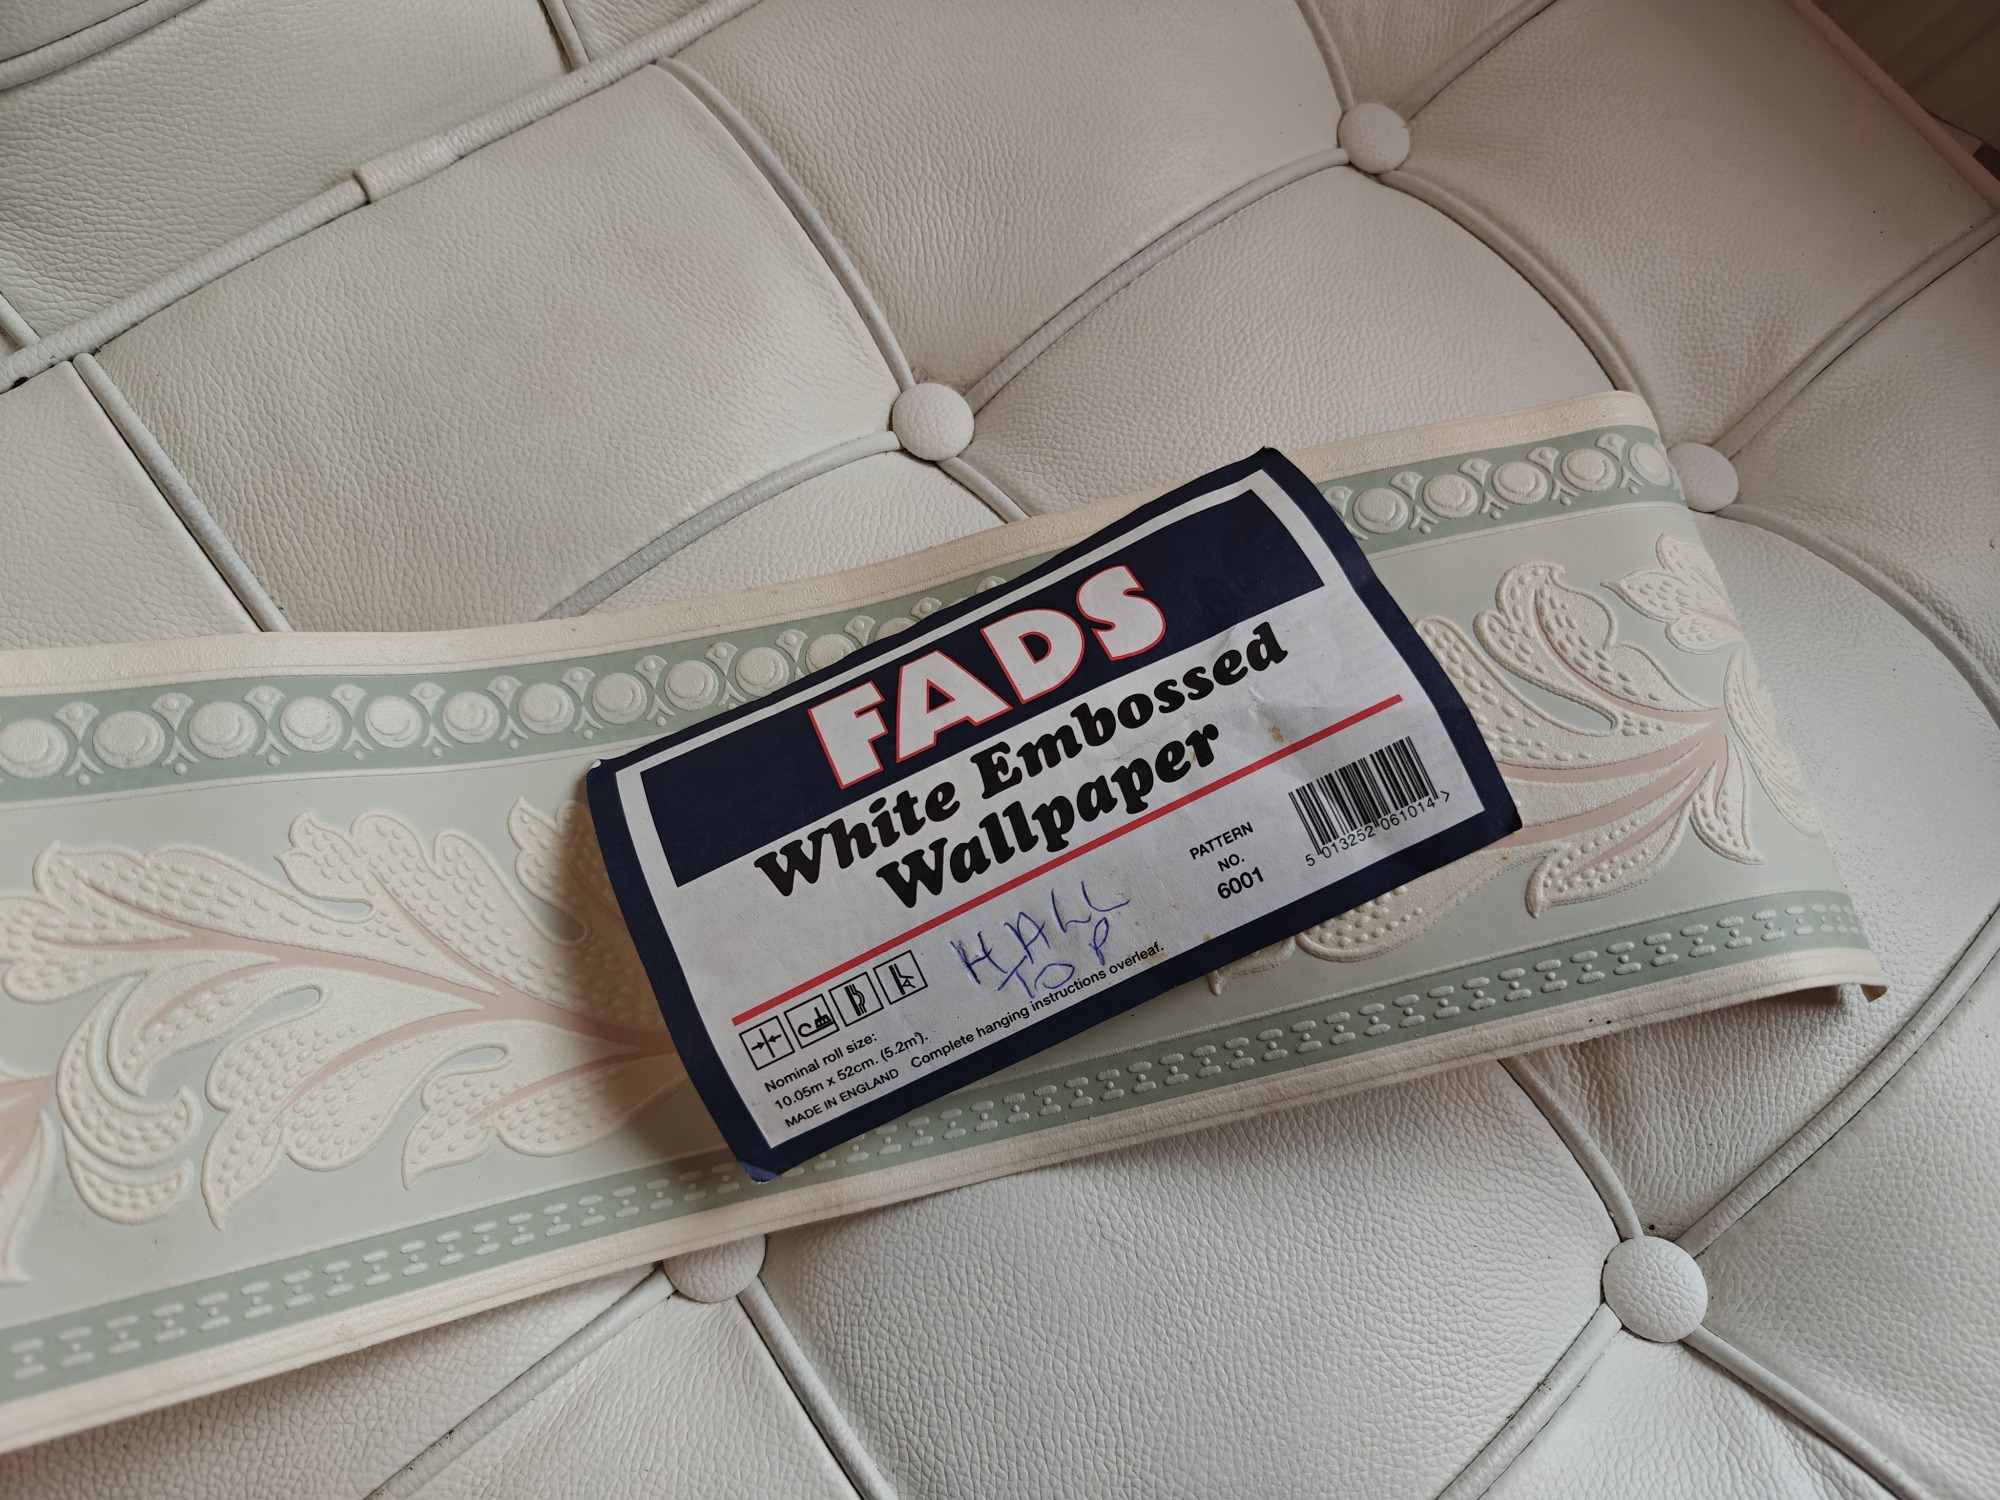 FADS
White Embossed
Wallpaper
HALL
TOP
PATTERN
NO.
6001
5 013252 061014 >
Nominal roll size:
10.05m x 52cm. (5.2m²).
MADE IN ENGLAND Complete hanging instructions overleaf.